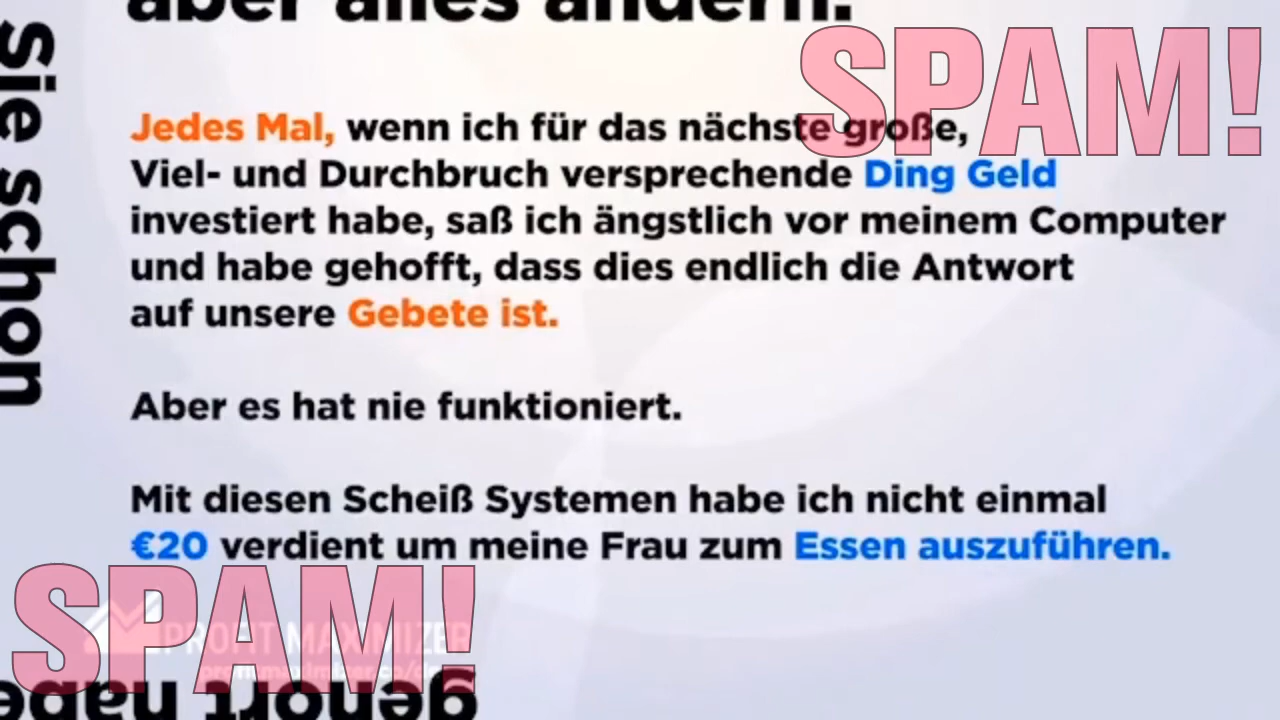 aber alles ändern.
SPAM!
Sie schon
Jedes Mal, wenn ich für das nächste große,
Viel- und Durchbruch versprechende Ding Geld
investiert habe, saß ich ängstlich vor meinem Computer
und habe gehofft, dass dies endlich die Antwort
auf unsere Gebete ist.
Aber es hat nie funktioniert.
Mit diesen Scheiß Systemen habe ich nicht einmal
€20 verdient um meine Frau zum Essen auszuführen.
SPAM!
PROFIT MAXIMIZER
gehört habe